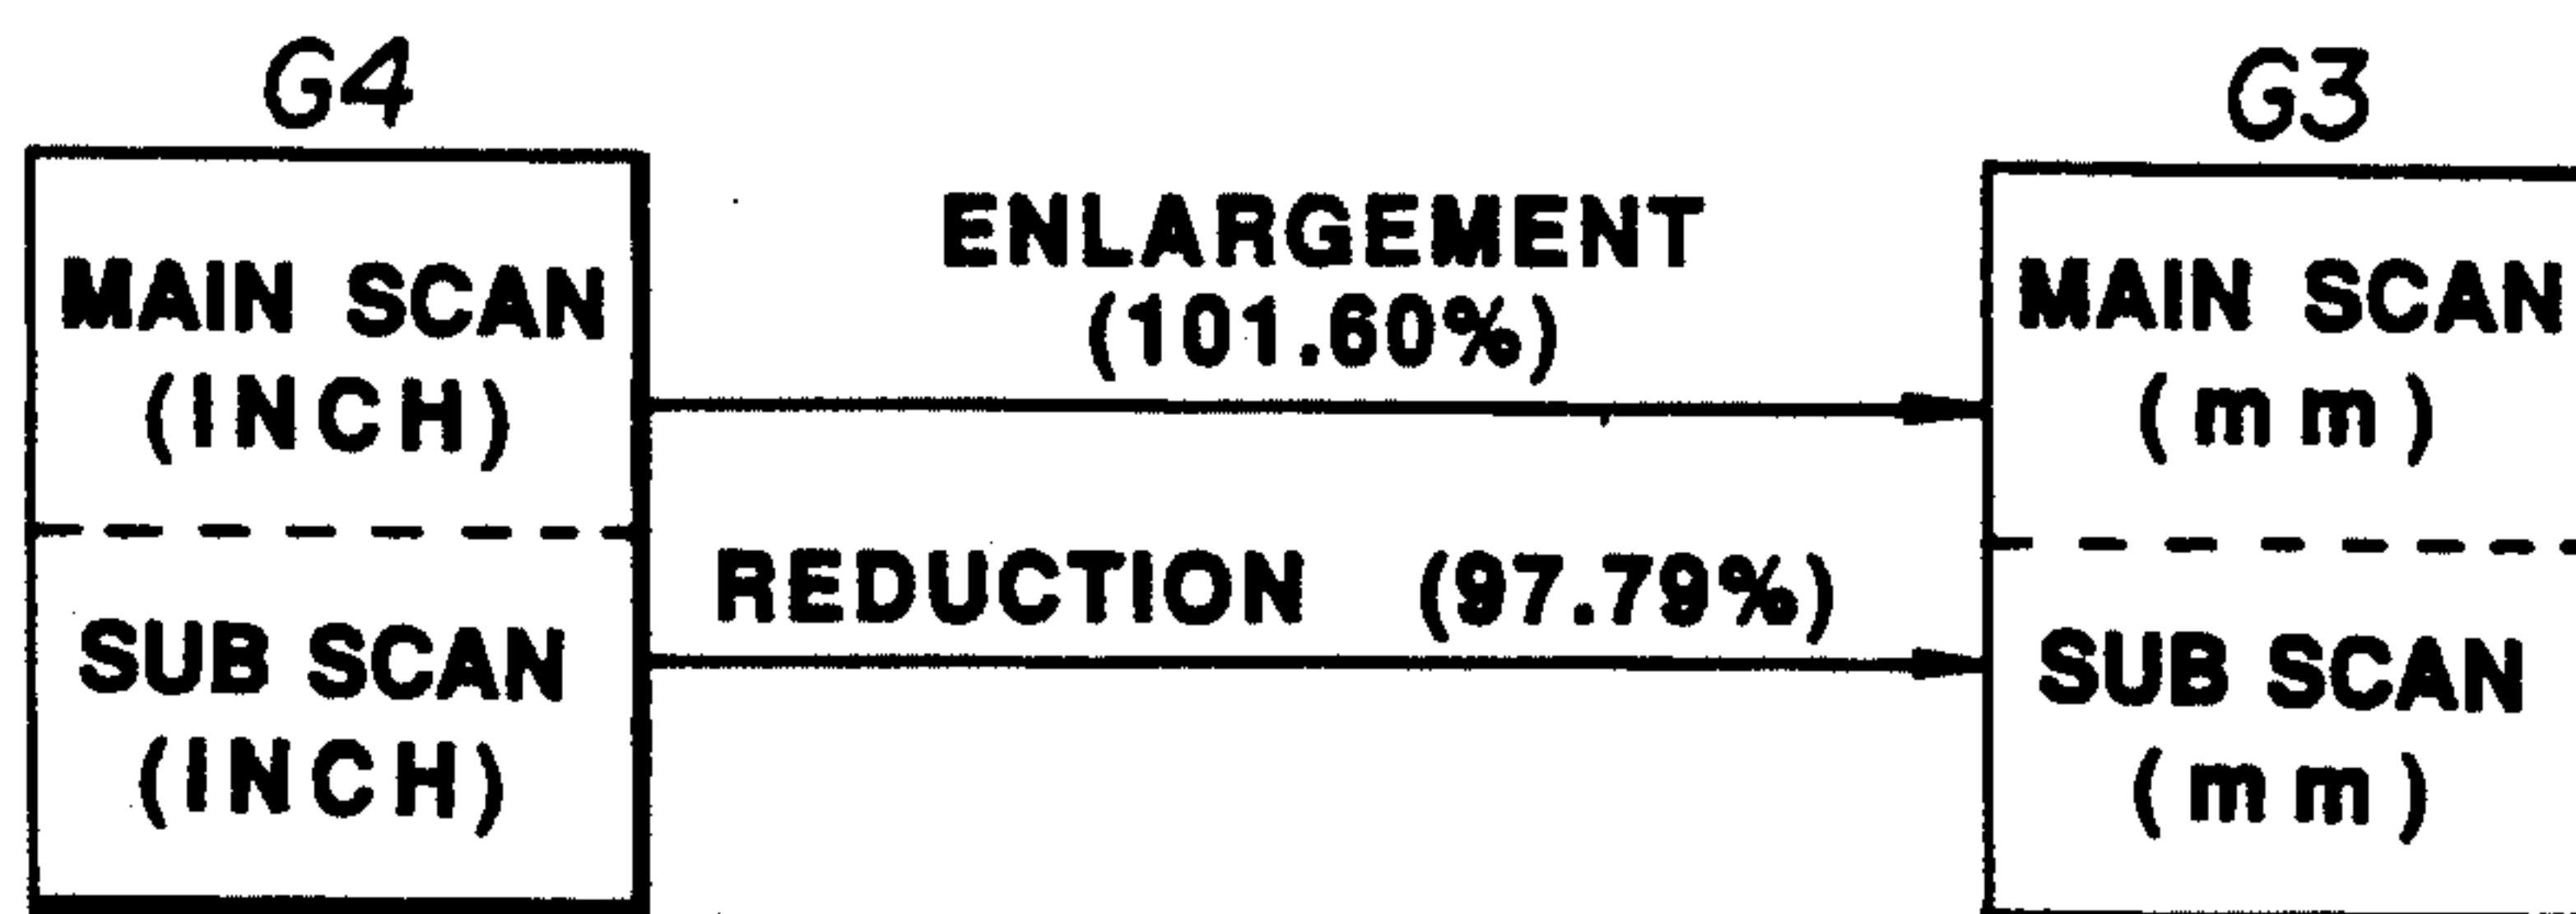 G4
MAIN SCAN
(INCH)
SUB SCAN
(INCH)
ENLARGEMENT
(101.60%)
REDUCTION (97.79%)
G3
MAIN SCAN
(mm)
SUB SCAN
(mm)